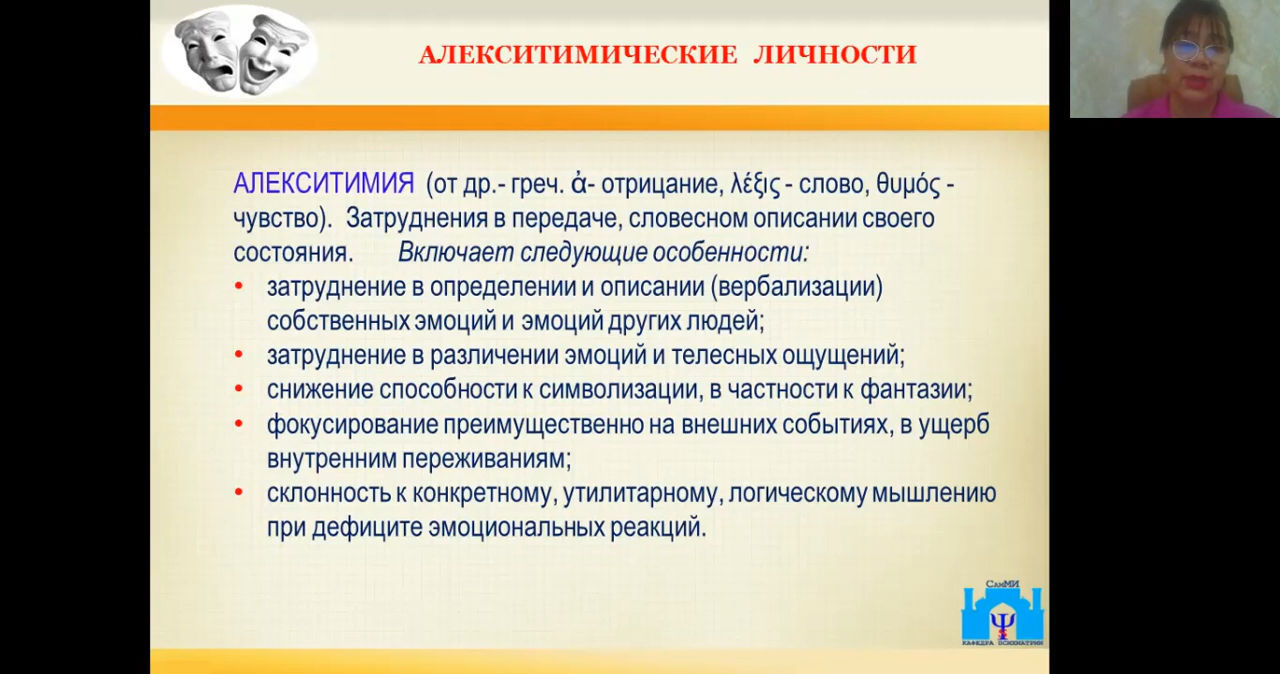 АЛЕКСИТИМИЧЕСКИЕ ЛИЧНОСТИ
АЛЕКСИТИМИЯ (от др.- греч. ἀ- отрицание, λέξις - слово, θυμός -
чувство). Затруднения в передаче, словесном описании своего
состояния. Включает следующие особенности:
• затруднение в определении и описании (вербализации)
собственных эмоций и эмоций других людей;
• затруднение в различении эмоций и телесных ощущений;
• снижение способности к символизации, в частности к фантазии;
• фокусирование преимущественно на внешних событиях, в ущерб
внутренним переживаниям;
• склонность к конкретному, утилитарному, логическому мышлению
при дефиците эмоциональных реакций.
СамМИ
Ψ
КАФЕДРА ПСИХИАТРИИ